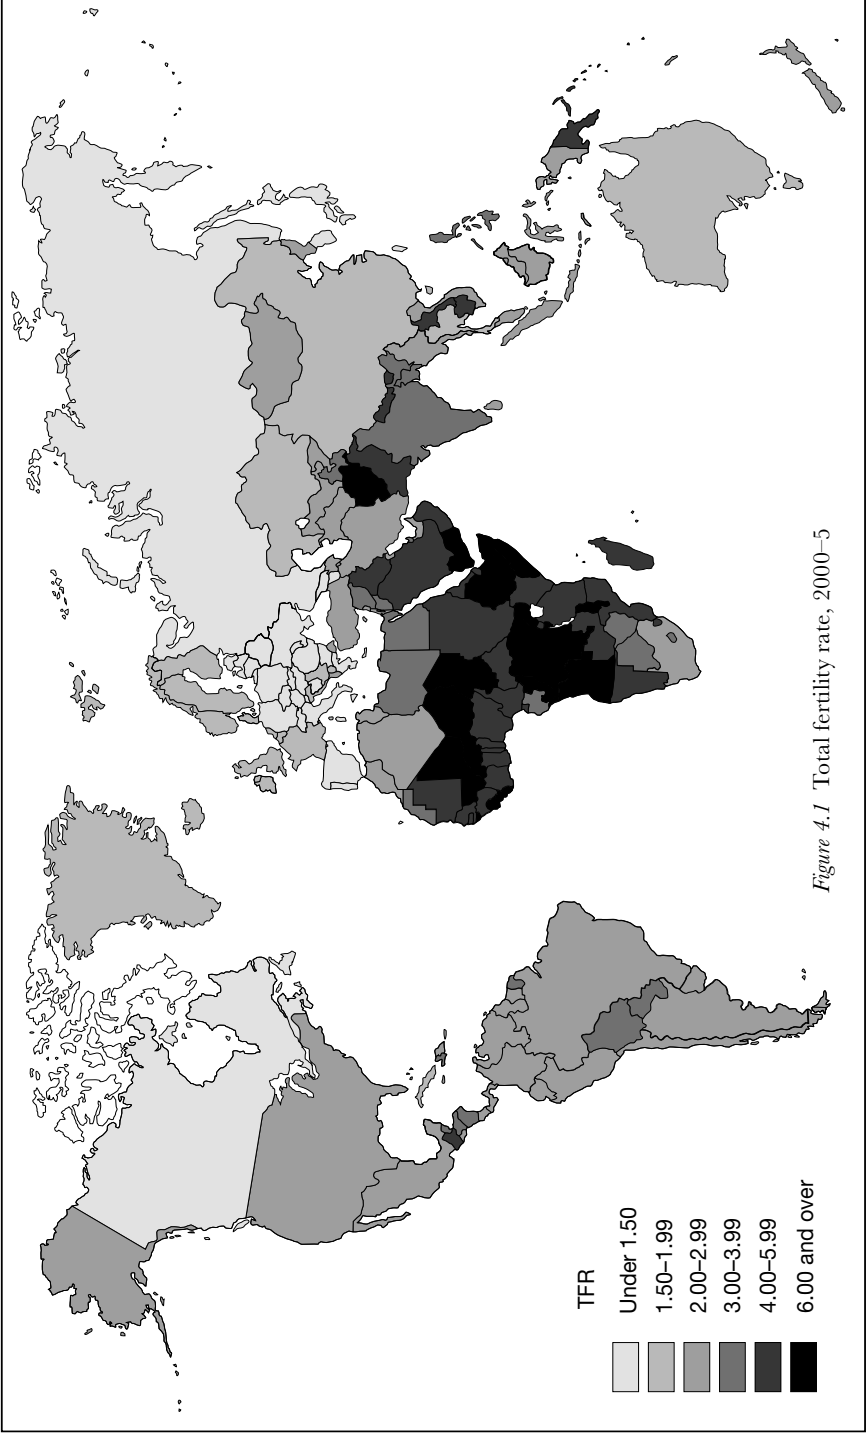 TFR
Under 1.50
1.50–1.99
2.00–2.99
3.00–3.99
4.00–5.99
6.00 and over
Figure 4.1 Total fertility rate, 2000–5